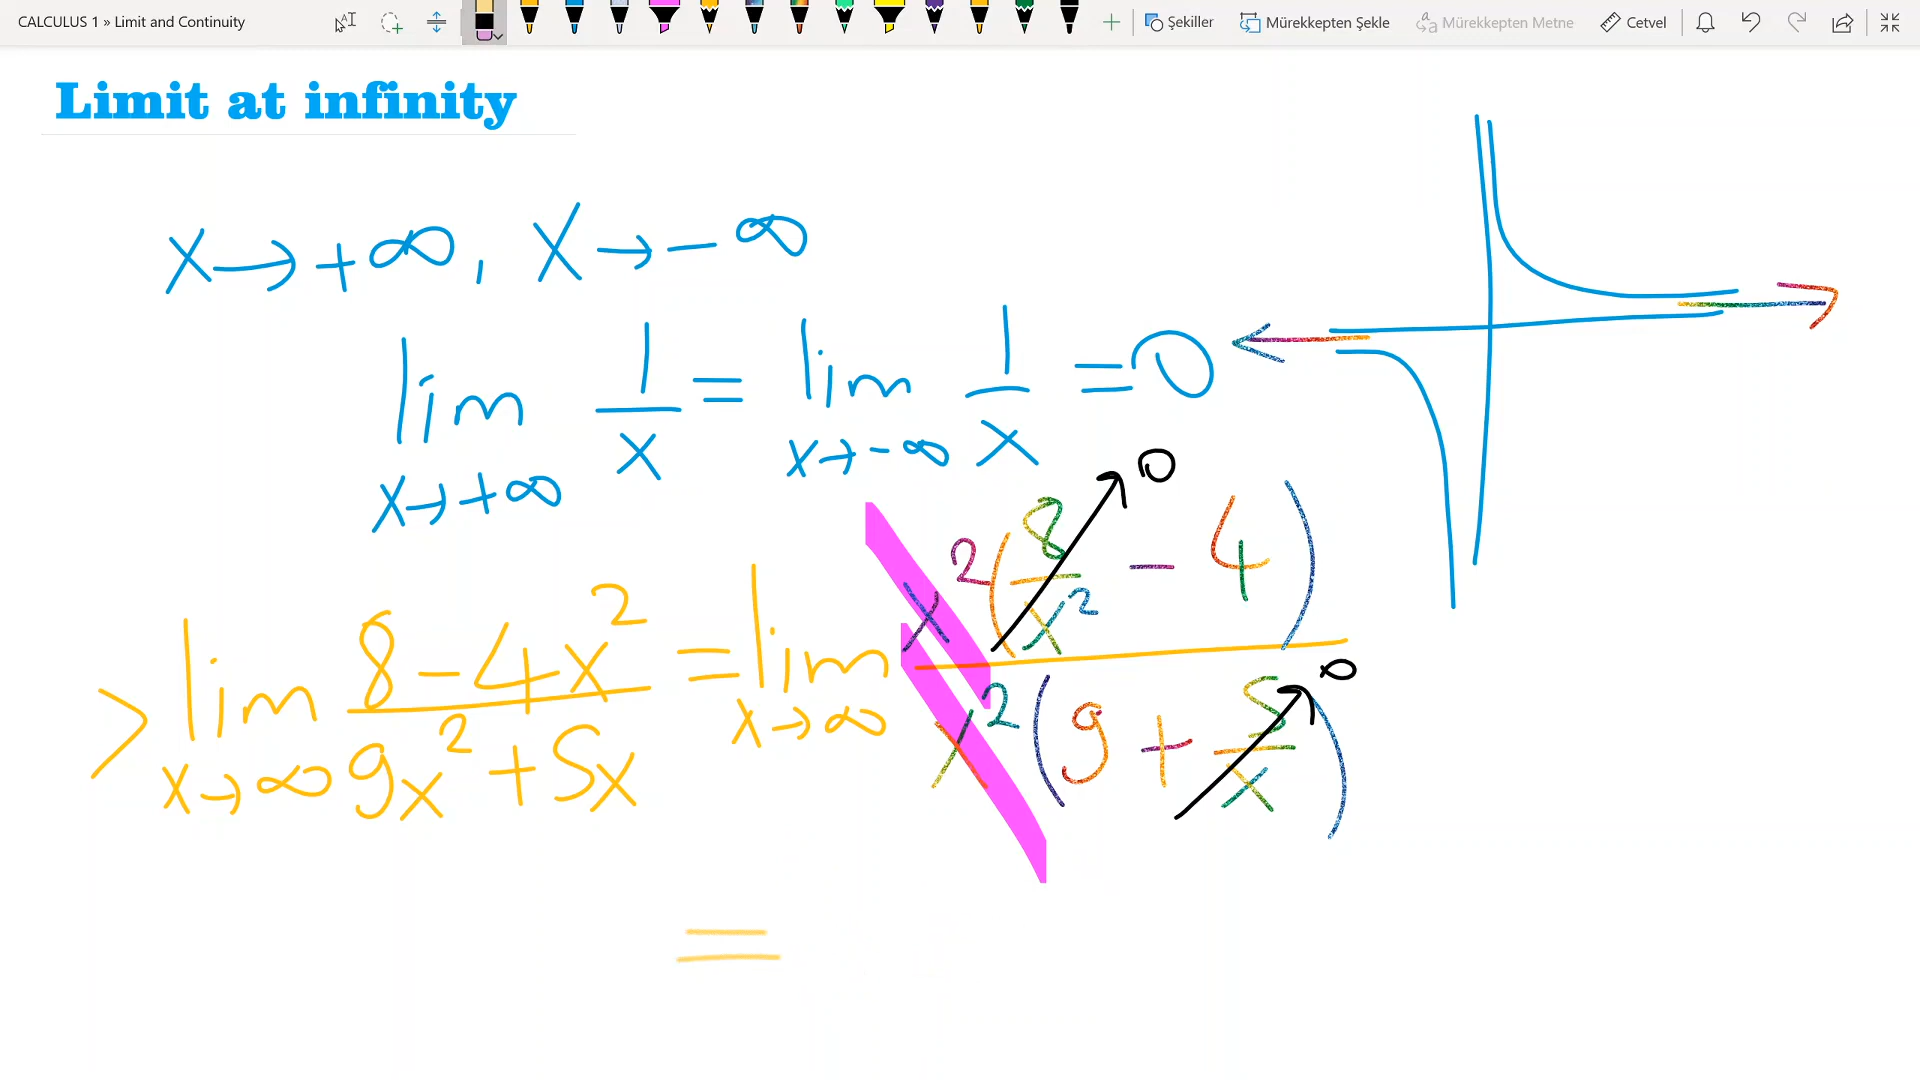 CALCULUS 1 » Limit and Continuity
Şekiller Mürekkepten Şekle Mürekkepten Metne Cetvel
Limit at infinity
x → +∞, x → -∞
lim x→+∞ 1/x = lim x→-∞ 1/x = 0
> lim x→∞ (8 - 4x²)/(9x² + 5x) = lim x→∞ x²(8/x² - 4)/x²(9 + 5/x)
0
0
=